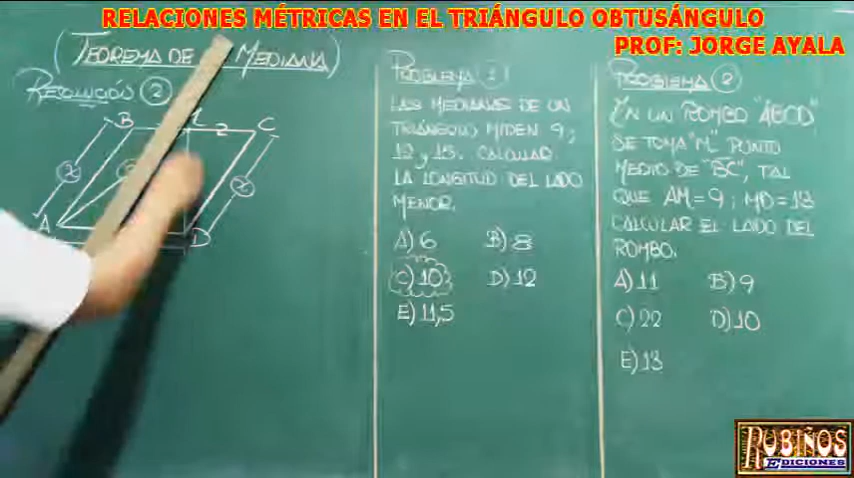 RELACIONES MÉTRICAS EN EL TRIÁNGULO OBTUSÁNGULO
PROF: JORGE AYALA
(TEOREMA DE MEDIANA)
RESOLUCIÓN 2
B
2
C
x
x
A
D
PROBLEMA 1
LAS MEDIANAS DE UN
TRIÁNGULO MIDEN 9;
12 y 15. CALCULAR
LA LONGITUD DEL LADO
MENOR.
A) 6 B) 8
C) 10 D) 12
E) 11,5
PROBLEMA 2
EN UN ROMBO "ABCD"
SE TOMA "M" PUNTO
MEDIO DE "BC", TAL
QUE AM=9; MD=13
CALCULAR EL LADO DEL
ROMBO.
A) 11 B) 9
C) 22 D) 10
E) 13
RUBIÑOS
EDICIONES